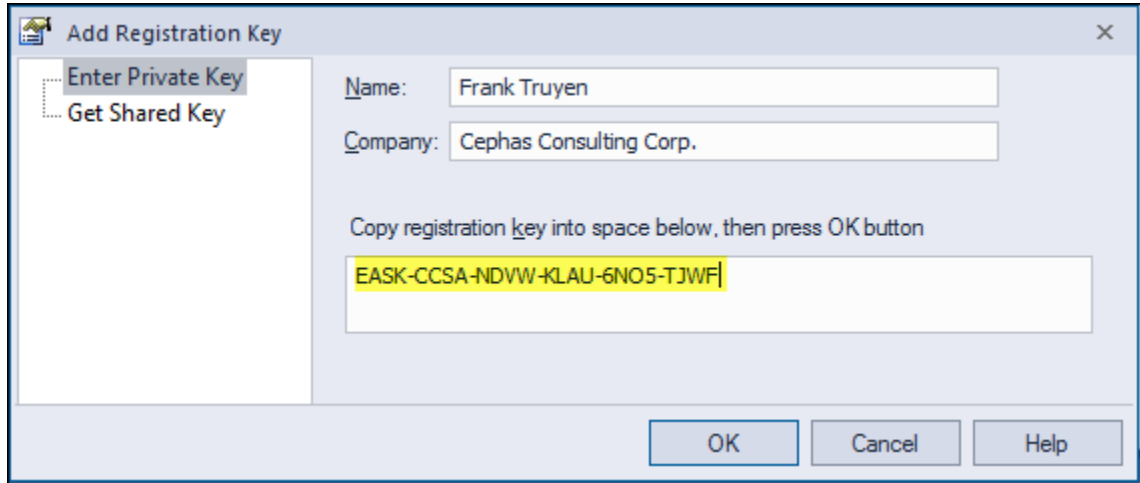 Add Registration Key
Enter Private Key
Get Shared Key
Name: Frank Truyen
Company: Cephas Consulting Corp.
Copy registration key into space below, then press OK button
EASK-CCSA-NDVW-KLAU-6NO5-TJWF
OK Cancel Help